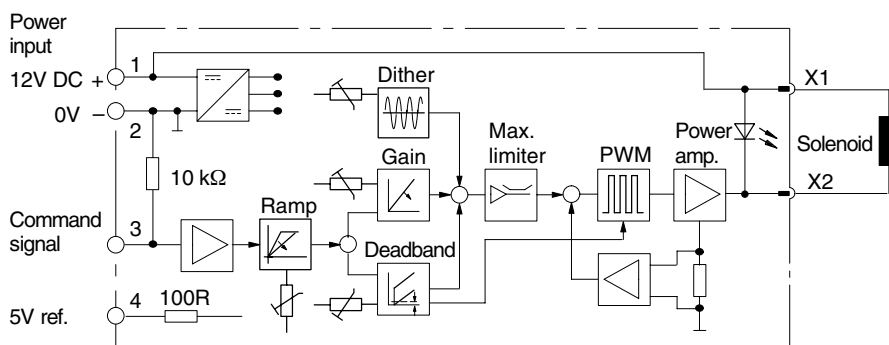 Power
input
1
12V DC +
0V –
2
10 kΩ
Command
signal
3
4
5V ref.
100R
Ramp
Dither
Gain
Deadband
Max.
limiter
PWM
Power
amp.
X1
Solenoid
X2